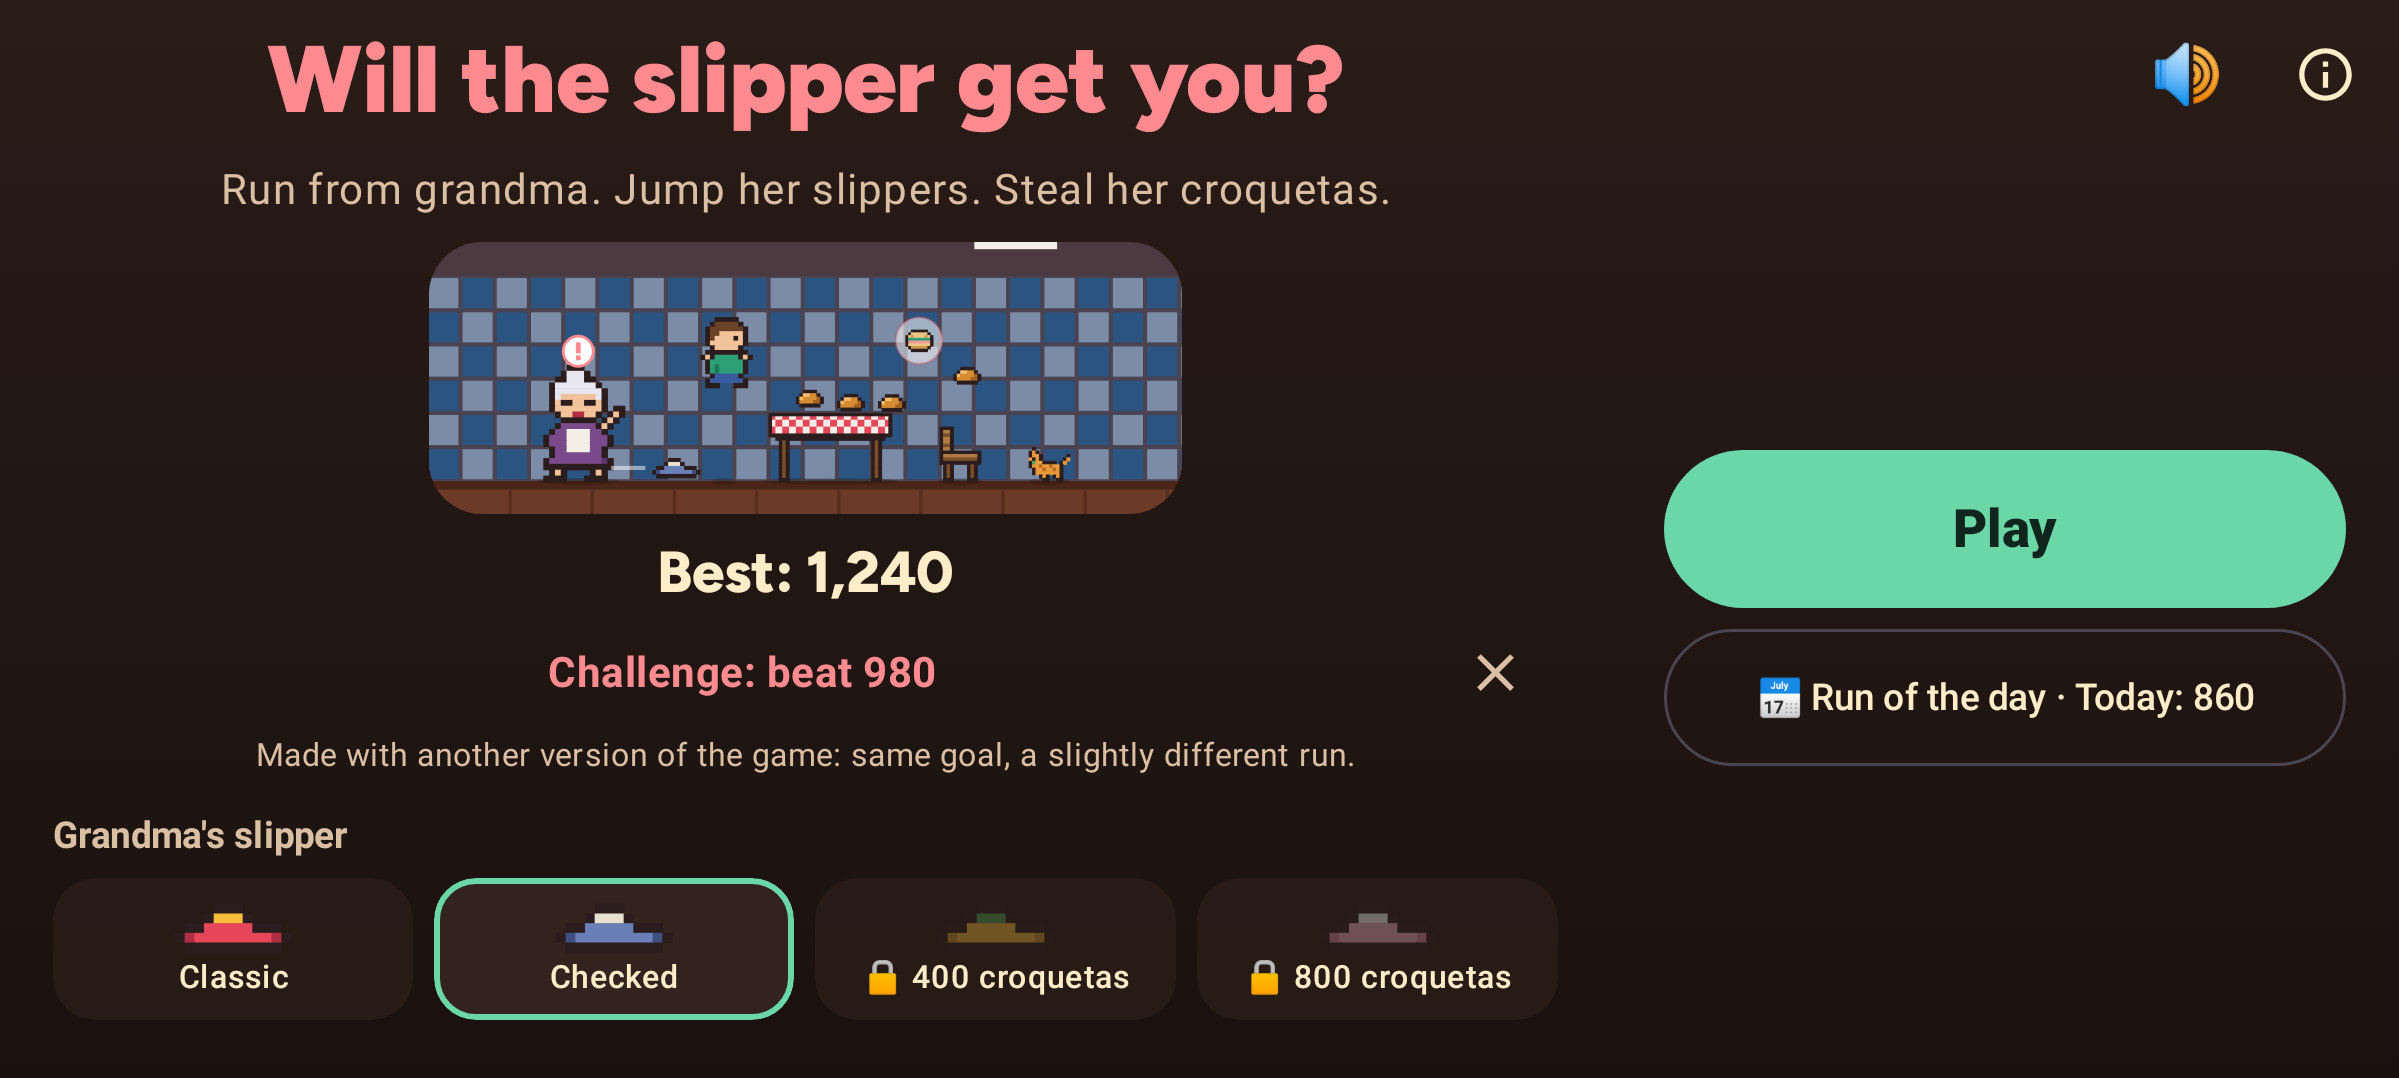 Will the slipper get you?
Run from grandma. Jump her slippers. Steal her croquetas.
!
Best: 1,240
Challenge: beat 980
Made with another version of the game: same goal, a slightly different run.
Play
July
17
Run of the day · Today: 860
Grandma's slipper
Classic
Checked
400 croquetas
800 croquetas